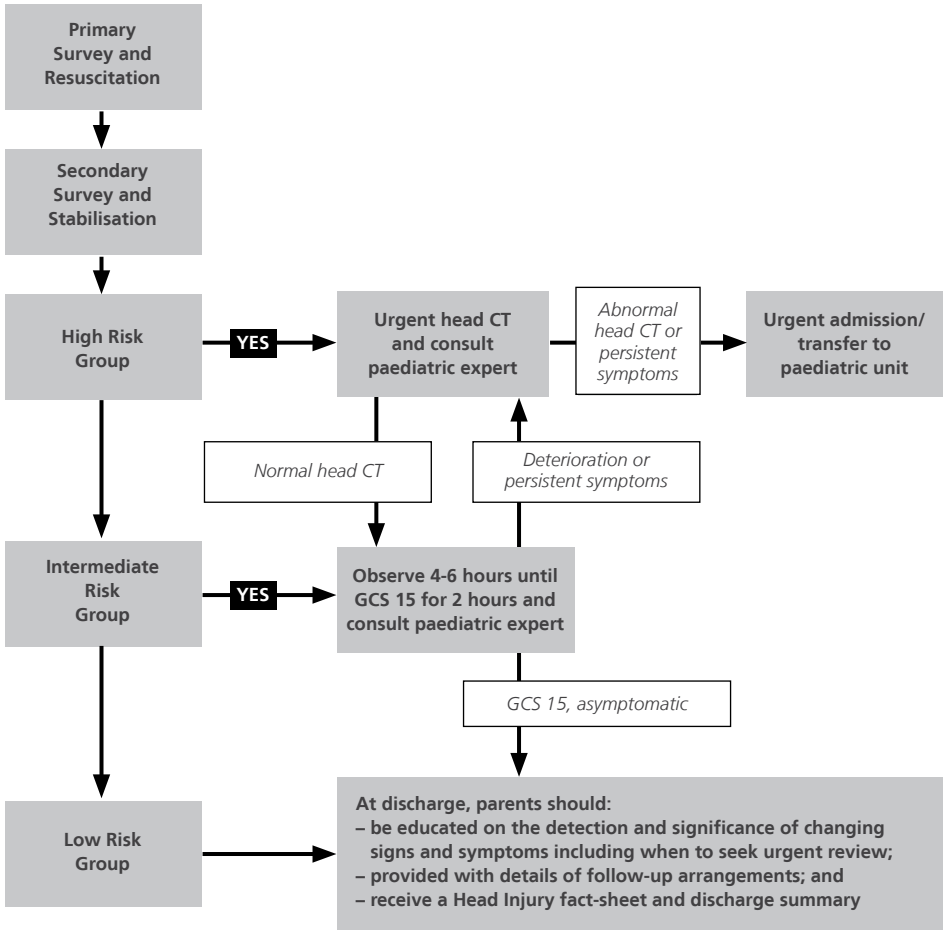 Primary
Survey and
Resuscitation
Secondary
Survey and
Stabilisation
High Risk
Group
YES
Urgent head CT
and consult
paediatric expert
Abnormal
head CT or
persistent
symptoms
Urgent admission/
transfer to
paediatric unit
Normal head CT
Deterioration or
persistent symptoms
Intermediate
Risk
Group
YES
Observe 4-6 hours until
GCS 15 for 2 hours and
consult paediatric expert
GCS 15, asymptomatic
Low Risk
Group
At discharge, parents should:
– be educated on the detection and significance of changing
signs and symptoms including when to seek urgent review;
– provided with details of follow-up arrangements; and
– receive a Head Injury fact-sheet and discharge summary